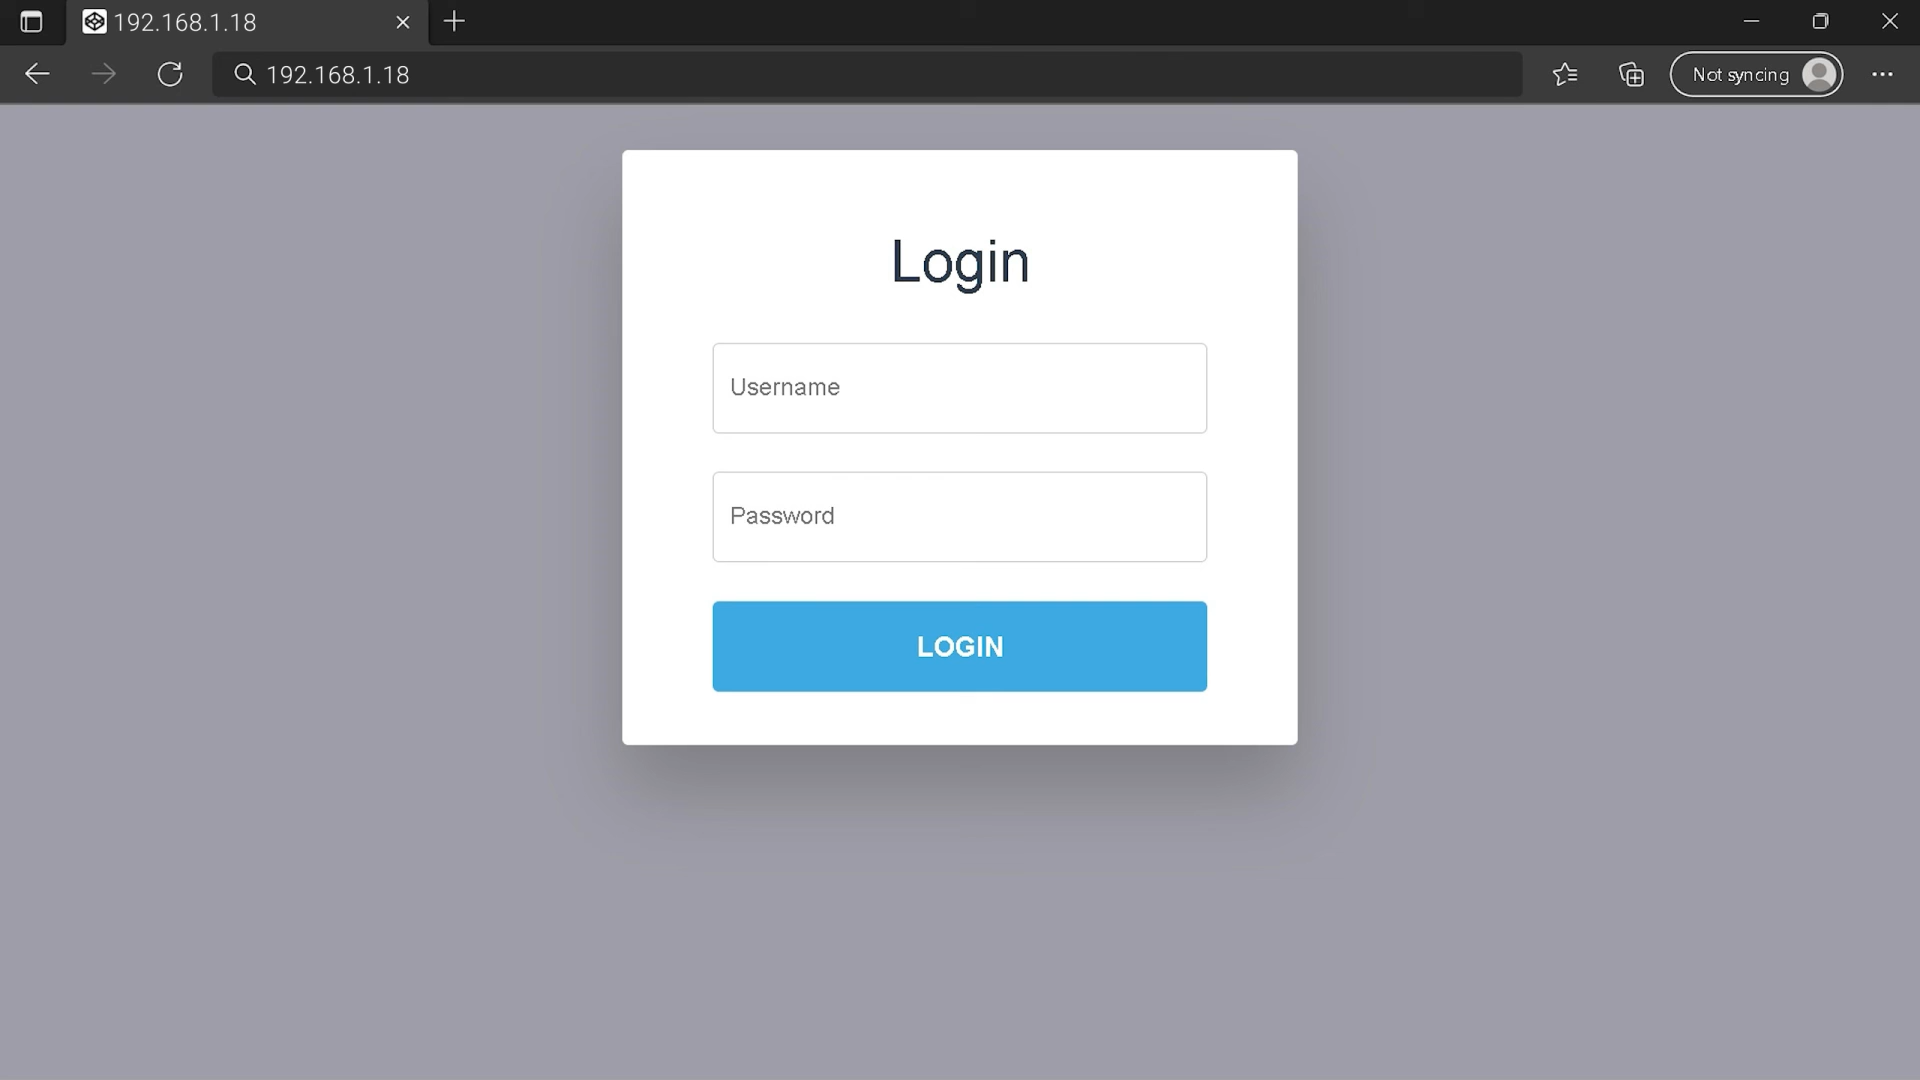 192.168.1.18
192.168.1.18
Not syncing
Login
Username
Password
LOGIN